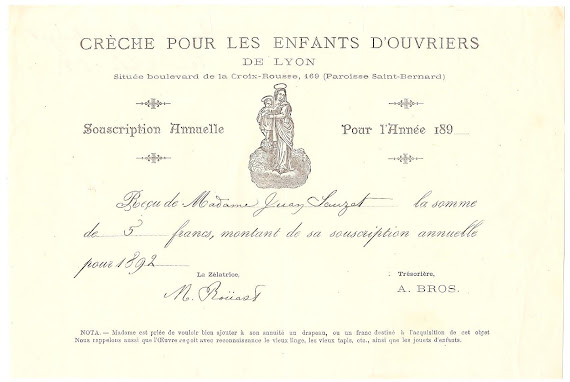 CRÈCHE POUR LES ENFANTS D'OUVRIERS
DE LYON
Située boulevard de la Croix-Rousse, 169 (Paroisse Saint-Bernard)
Souscription Annuelle Pour l'Année 189
Reçu de Madame Suzet la somme
de 5 francs, montant de sa souscription annuelle
pour 1892
La Zélatrice, Trésorière,
M. A. BROS.
NOTA. — Madame est priée de vouloir bien ajouter à son annuité un drapeau, ou un franc destiné à l'acquisition de cet objet
Nous rappelons aussi que l'Œuvre reçoit avec reconnaissance le vieux linge, les vieux tapis, etc., ainsi que les jouets d'enfants.